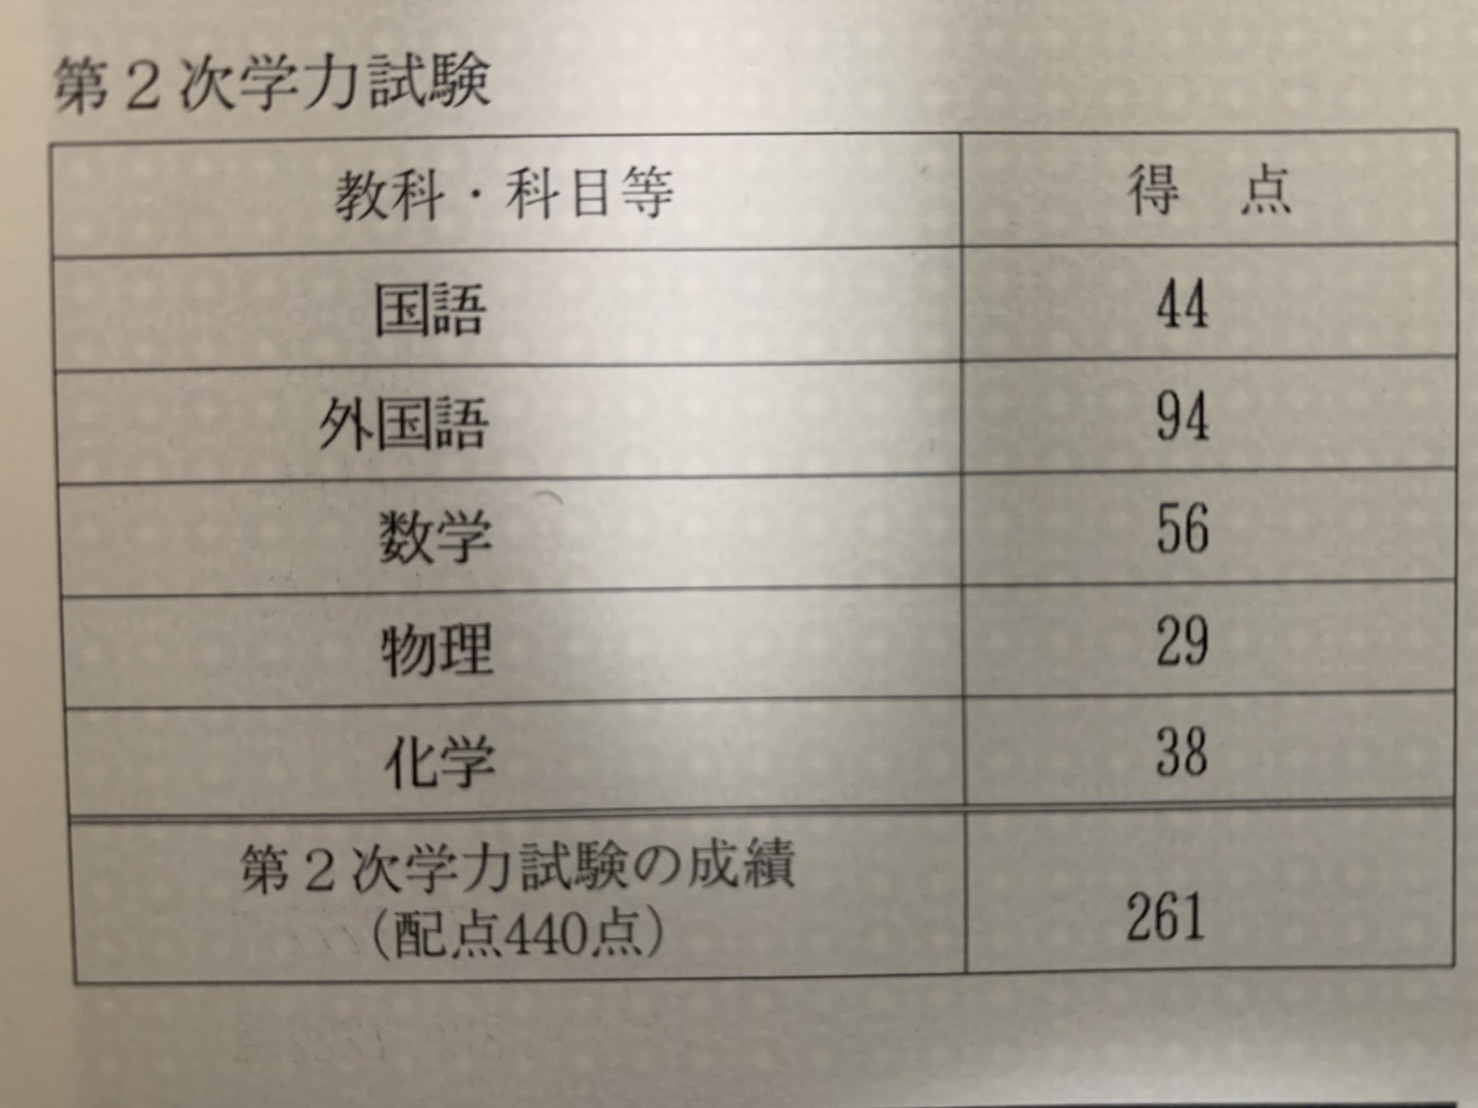 第２次学力試験
教科・科目等 得　点
国語 44
外国語 94
数学 56
物理 29
化学 38
第２次学力試験の成績
（配点440点） 261